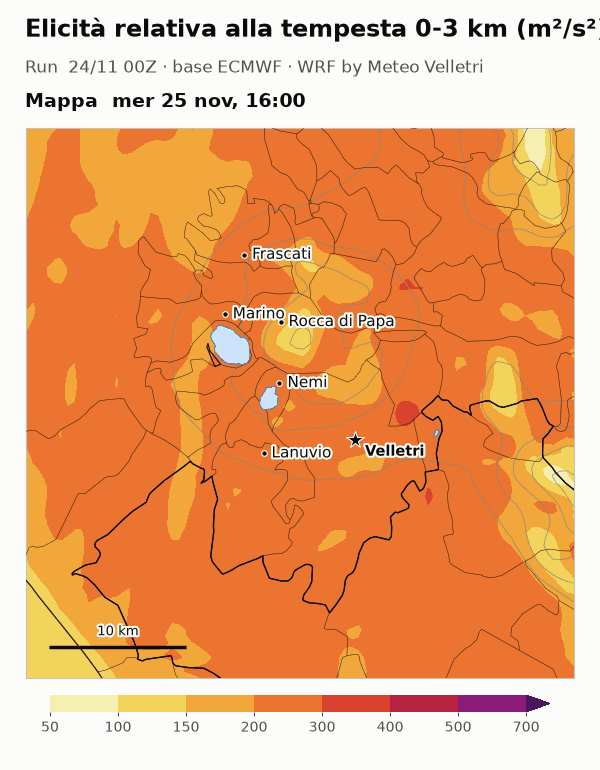 Elicità relativa alla tempesta 0-3 km (m²/s²)
Run  24/11 00Z · base ECMWF · WRF by Meteo Velletri
Mappa  mer 25 nov, 16:00
Frascati
Marino
Rocca di Papa
Nemi
Velletri
Lanuvio
10 km
50 100 150 200 300 400 500 700